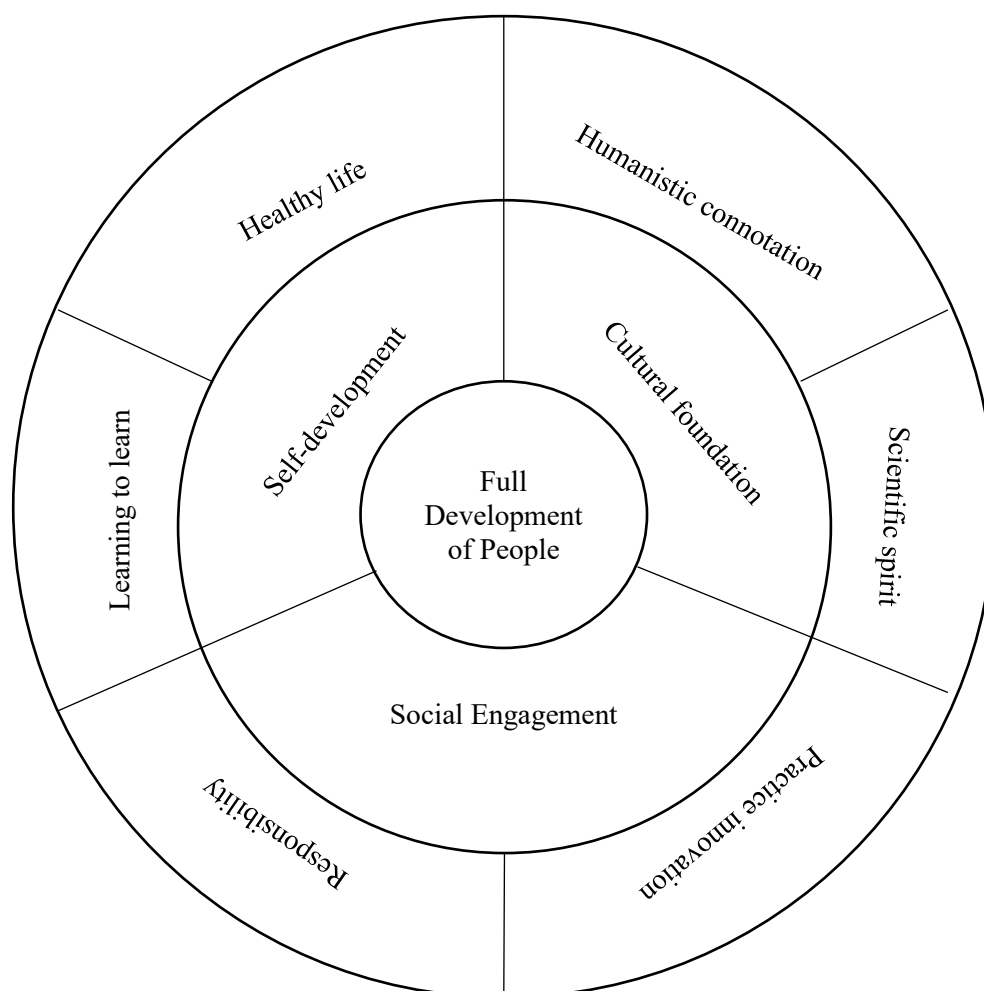 Healthy life
Humanistic connotation
Self-development
Cultural foundation
Learning to learn
Scientific spirit
Full
Development
of People
Social Engagement
Responsibility
Practice innovation